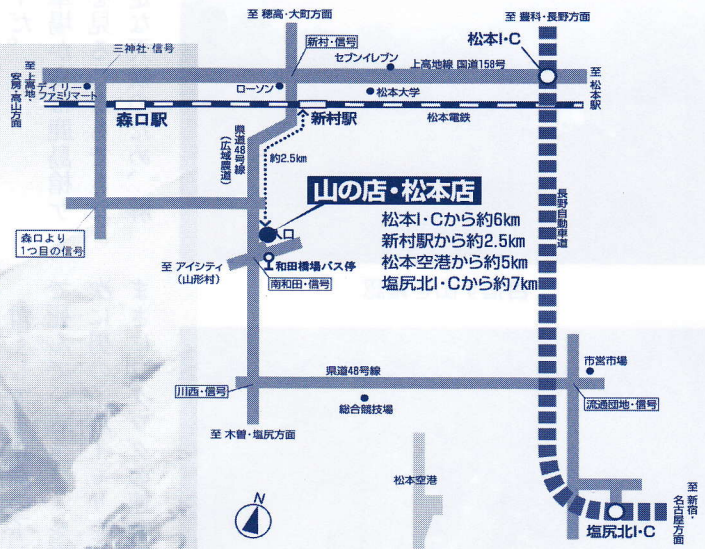 至 穂高・大町方面
至 豊科・長野方面
三神社・信号
新村・信号
セブンイレブン
上高地線 国道158号
松本I・C
至 上高地・
安房・高山方面
デイリー
ファミリマート
ローソン
松本大学
至 松本駅
森口駅
新村駅
松本電鉄
県道48号線
(広域農道)
約2.5km
山の店・松本店
長野自動車道
松本I・Cから約6km
新村駅から約2.5km
松本空港から約5km
塩尻北I・Cから約7km
入口
森口より
1つ目の信号
至 アイシティ
(山形村)
和田橋場バス停
南和田・信号
県道48号線
市営市場
川西・信号
総合競技場
流通団地・信号
至 木曽・塩尻方面
松本空港
N
塩尻北I・C
至 新宿・
名古屋方面